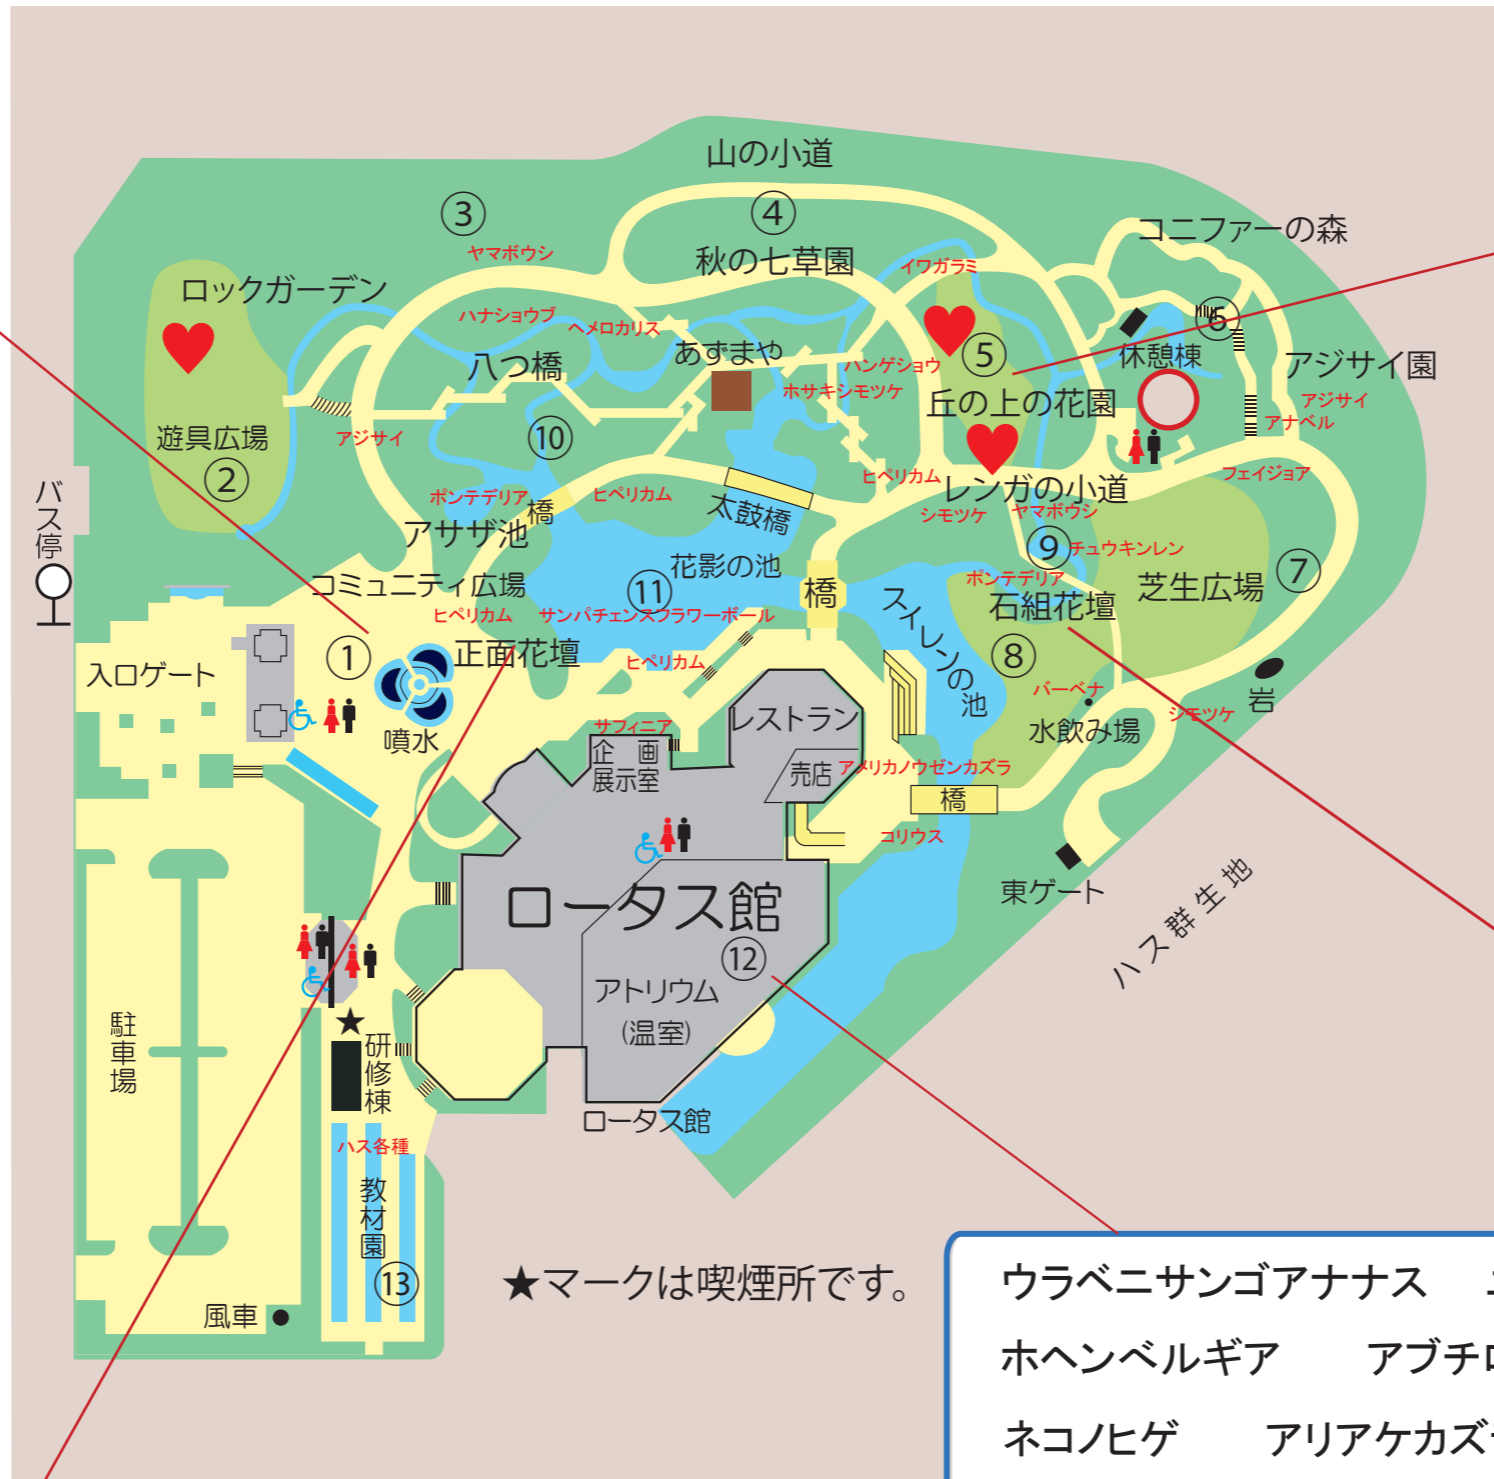 山の小道
③
④
ヤマボウシ
コニファーの森
秋の七草園
イワガラミ
ロックガーデン
ハナショウブ
ヘメロカリス
⑥
あずまや
⑤
休憩棟
八つ橋
ハンゲショウ
アジサイ園
ホサキシモツケ
丘の上の花園
アジサイ
アナベル
アジサイ
遊具広場
⑩
②
ヒペリカム
フェイジョア
ポンテデリア
ヒペリカム
レンガの小道
バス停
橋
太鼓橋
シモツケ
ヤマボウシ
アサザ池
⑨
チュウキンレン
花影の池
コミュニティ広場
⑪
橋
ポンテデリア
芝生広場
⑦
ヒペリカム
サンパチェンスフラワーボール
スイレンの池
石組花壇
①
正面花壇
⑧
入口ゲート
ヒペリカム
バーベナ
岩
噴水
サフィニア
レストラン
シモツケ
水飲み場
企画
展示室
売店
アメリカノウゼンカズラ
橋
コリウス
東ゲート
ロータス館
ハス群生地
⑫
アトリウム
(温室)
駐車場
★
研修棟
ロータス館
ハス各種
教材園
⑬
風車
★マークは喫煙所です。
ウラベニサンゴアナナス
ホヘンベルギア アブチ
ネコノヒゲ アリアケカズ